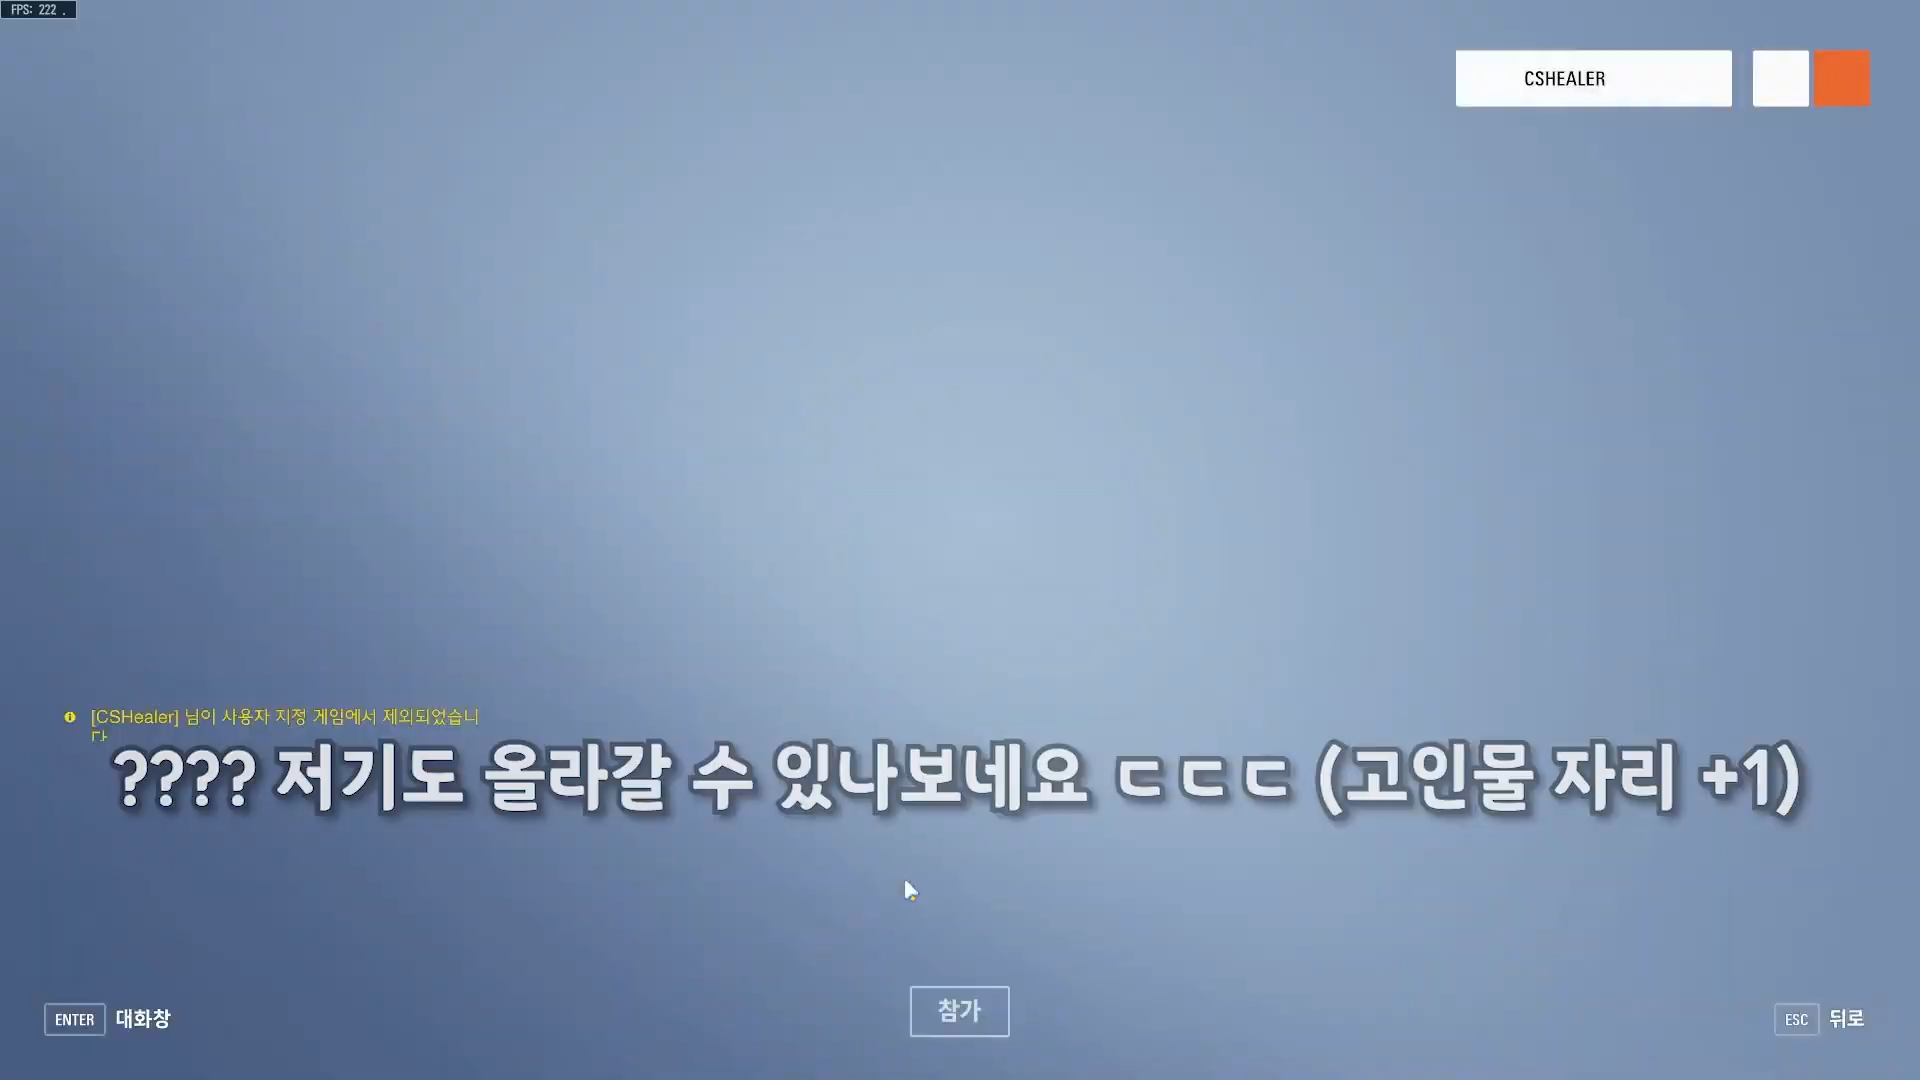 FPS: 222 .
CSHEALER
[CSHealer] 님이 사용자 지정 게임에서 제외되었습니
다
???? 저기도 올라갈 수 있나보네요 ㄷㄷㄷ (고인물 자리 +1)
참가
ENTER 대화창
ESC 뒤로